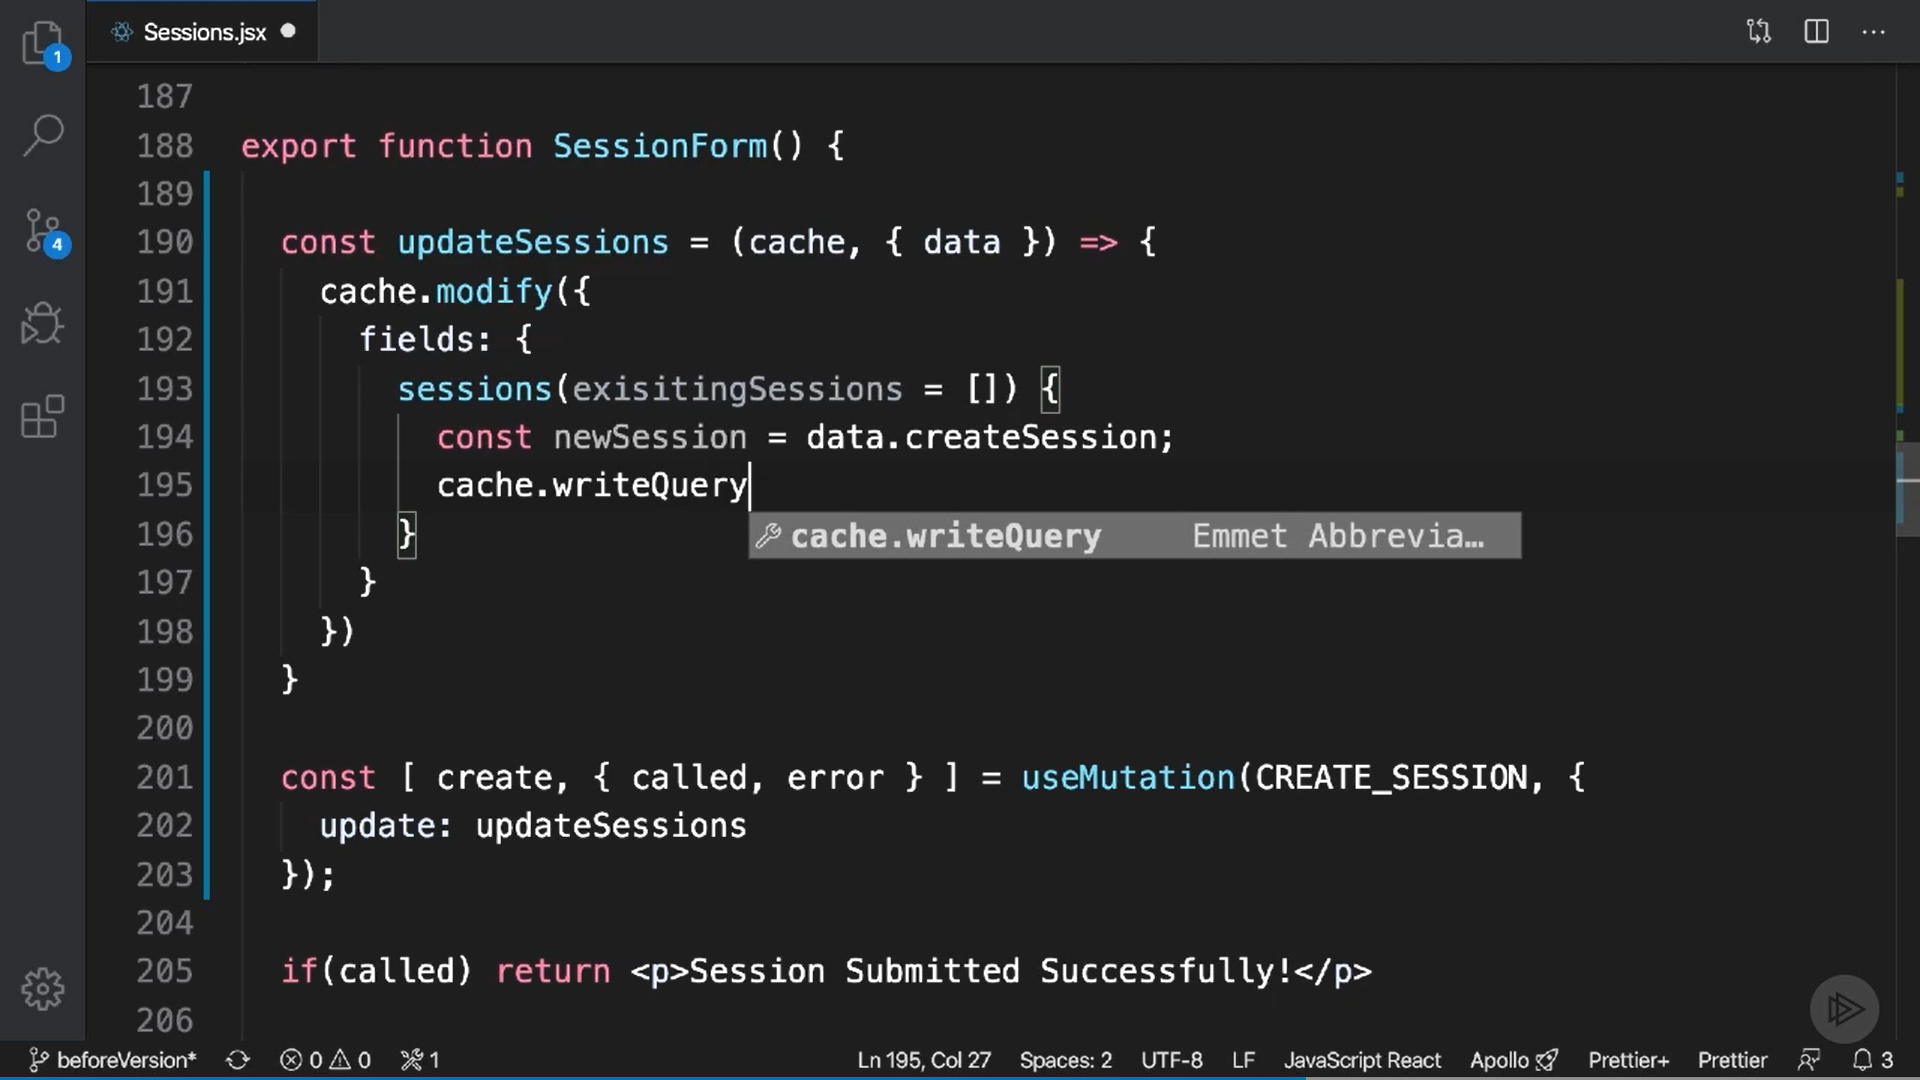 Sessions.jsx
1
4
187
188 export function SessionForm() {
189
190 const updateSessions = (cache, { data }) => {
191 cache.modify({
192 fields: {
193 sessions(exisitingSessions = []) {
194 const newSession = data.createSession;
195 cache.writeQuery
cache.writeQuery Emmet Abbrevia…
196 }
197 }
198 })
199 }
200
201 const [ create, { called, error } ] = useMutation(CREATE_SESSION, {
202 update: updateSessions
203 });
204
205 if(called) return <p>Session Submitted Successfully!</p>
206
beforeVersion* 0 0 1 Ln 195, Col 27 Spaces: 2 UTF-8 LF JavaScript React Apollo Prettier+ Prettier 3